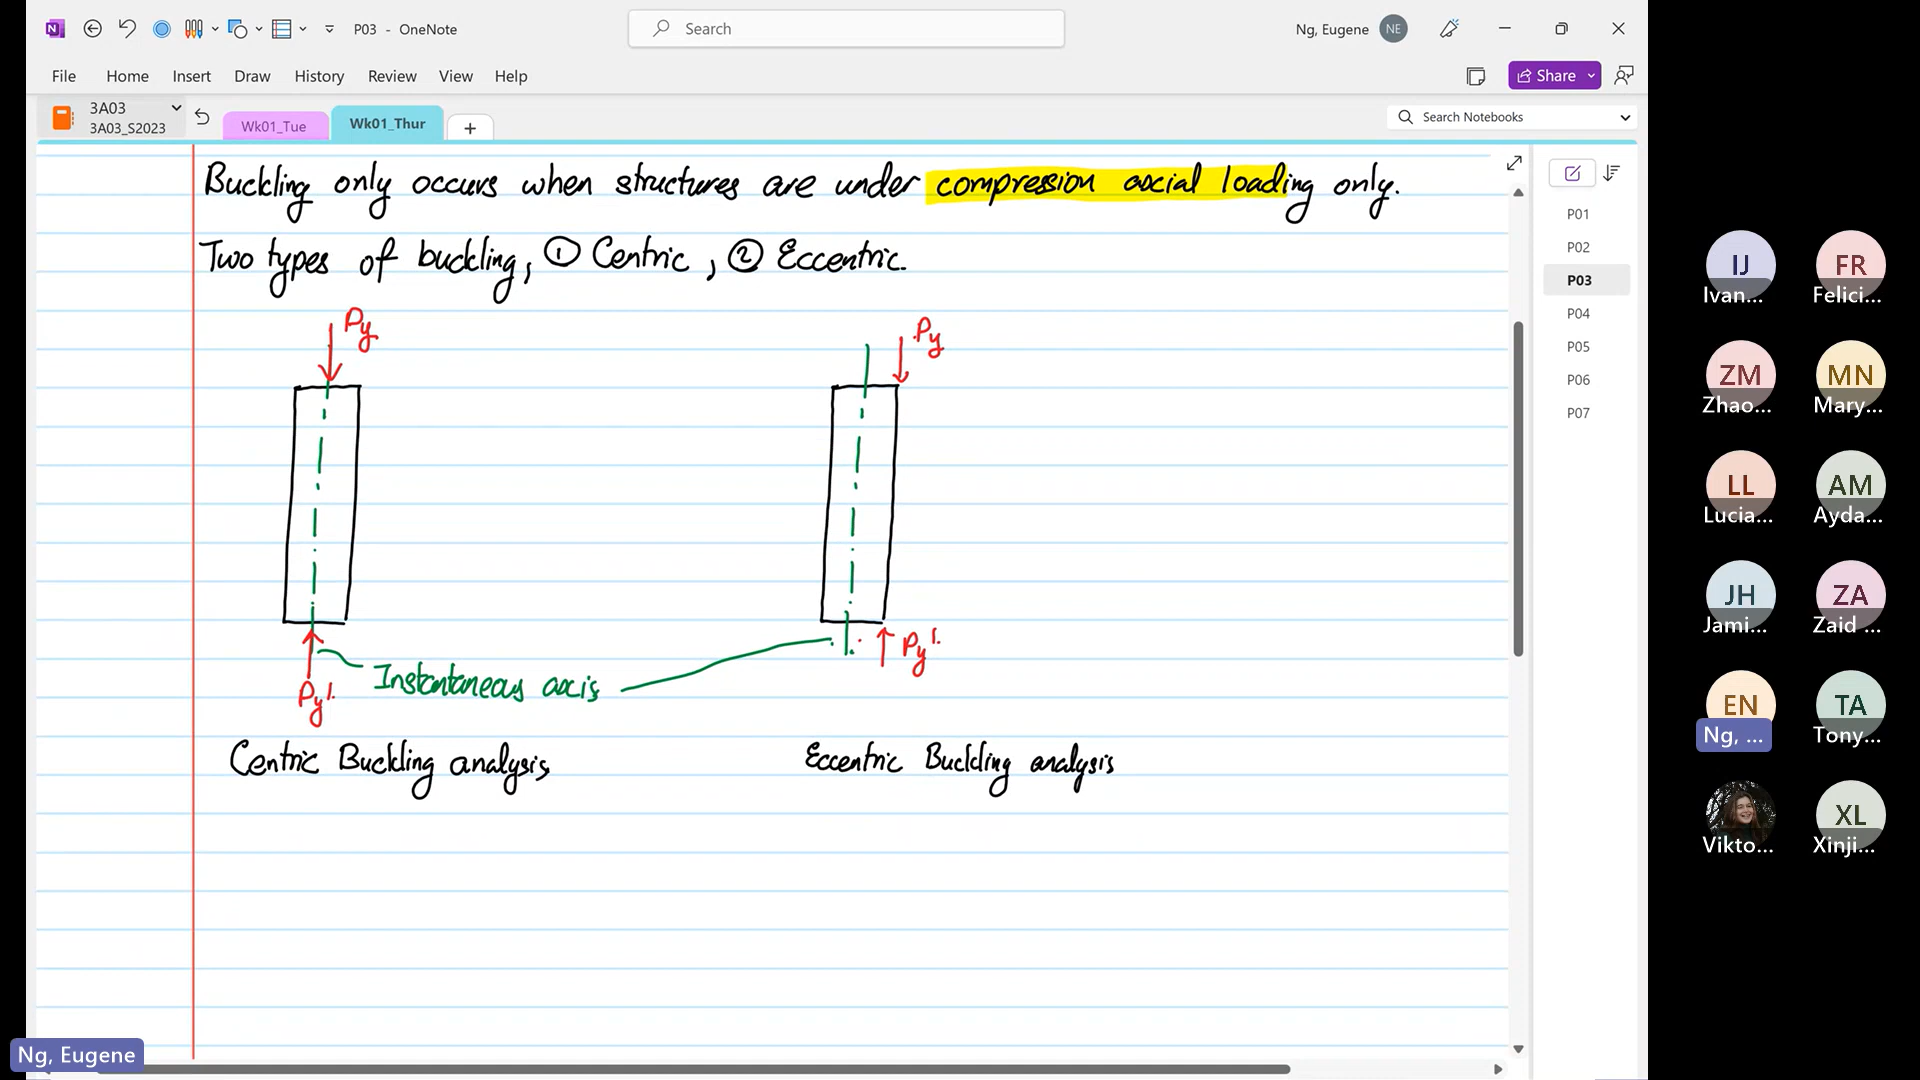 P03 - OneNote
Search
Ng, Eugene
NE
File Home Insert Draw History Review View Help
Share
3A03
3A03_S2023
Wk01_Tue
Wk01_Thur
Search Notebooks
Buckling only occurs when structures are under compression axial loading only.
Two types of buckling, ① Centric, ② Eccentric.
Py
Py
Py'.
Py'.
Instantaneous axis
Centric Buckling analysis
Eccentric Buckling analysis
P01
P02
P03
P04
P05
P06
P07
IJ
Ivan...
FR
Felici...
ZM
Zhao...
MN
Mary...
LL
Lucia...
AM
Ayda...
JH
Jami...
ZA
Zaid ...
EN
Ng, ...
TA
Tony...
Vikto...
XL
Xinji...
Ng, Eugene